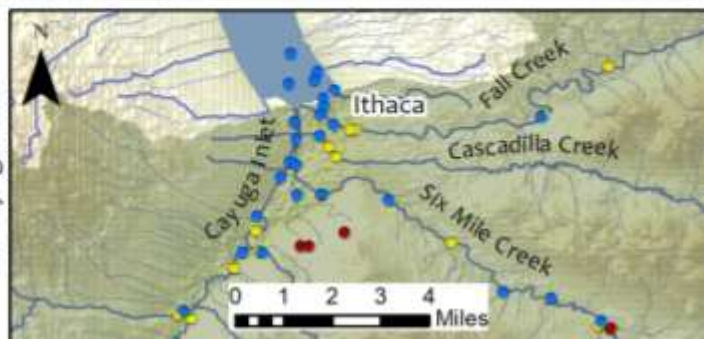 N
Ithaca
Fall Creek
Cascadilla Creek
Cayuga Inlet
Six Mile Creek
0 1 2 3 4
Miles